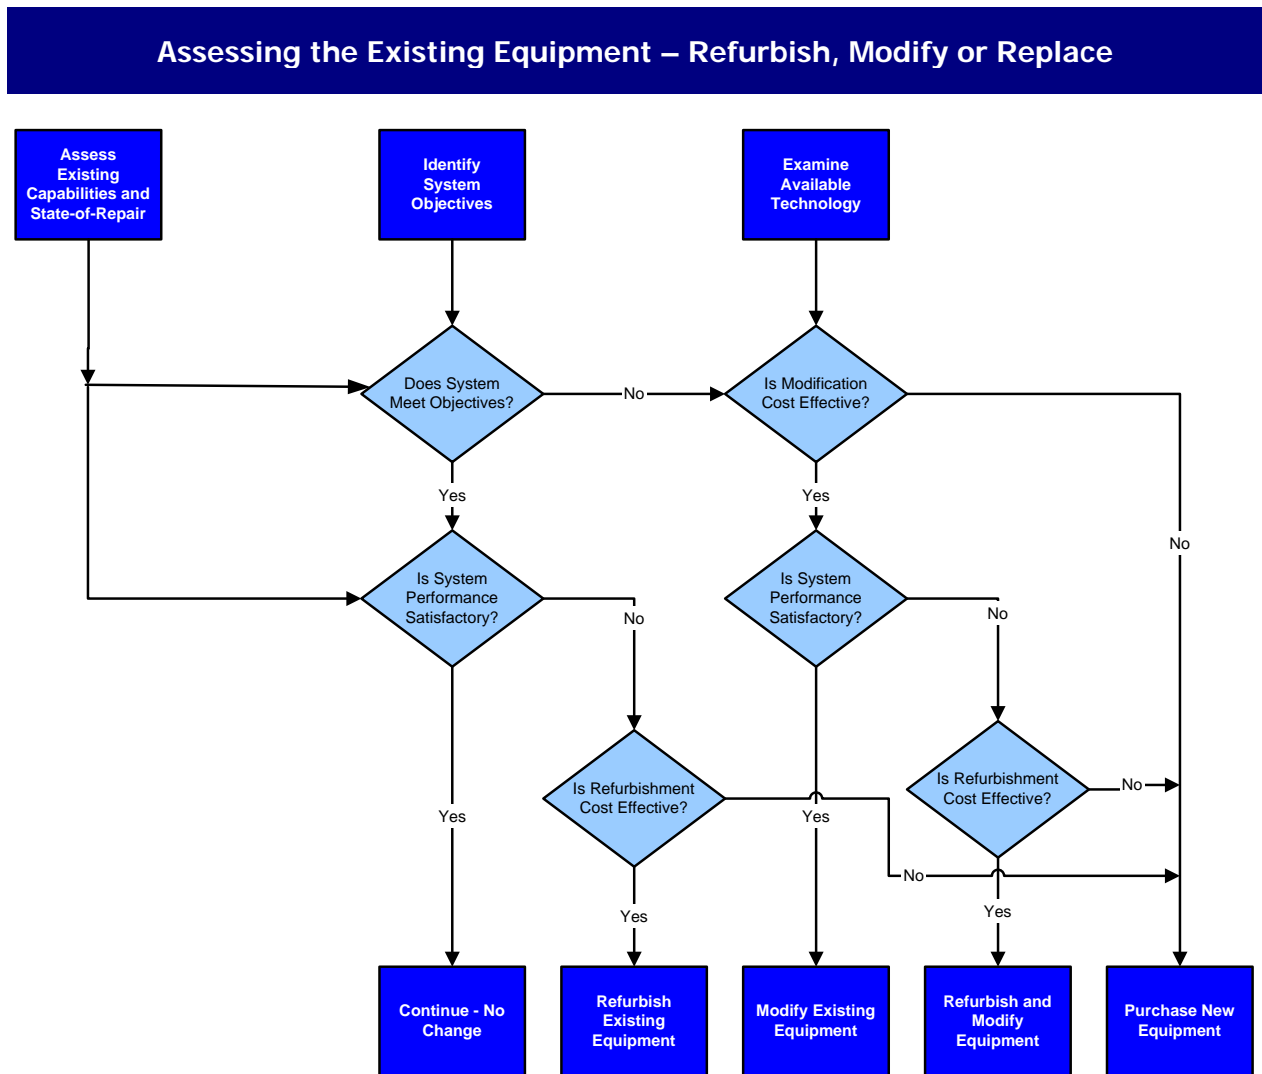 Assessing the Existing Equipment – Refurbish, Modify or Replace
Assess
Existing
Capabilities and
State-of-Repair
Identify
System
Objectives
Examine
Available
Technology
Does System
Meet Objectives?
No
Is Modification
Cost Effective?
Yes
Yes
No
Is System
Performance
Satisfactory?
No
Is System
Performance
Satisfactory?
No
Is Refurbishment
Cost Effective?
Is Refurbishment
Cost Effective?
No
Yes
Yes
No
Yes
Yes
Continue - No
Change
Refurbish
Existing
Equipment
Modify Existing
Equipment
Refurbish and
Modify
Equipment
Purchase New
Equipment